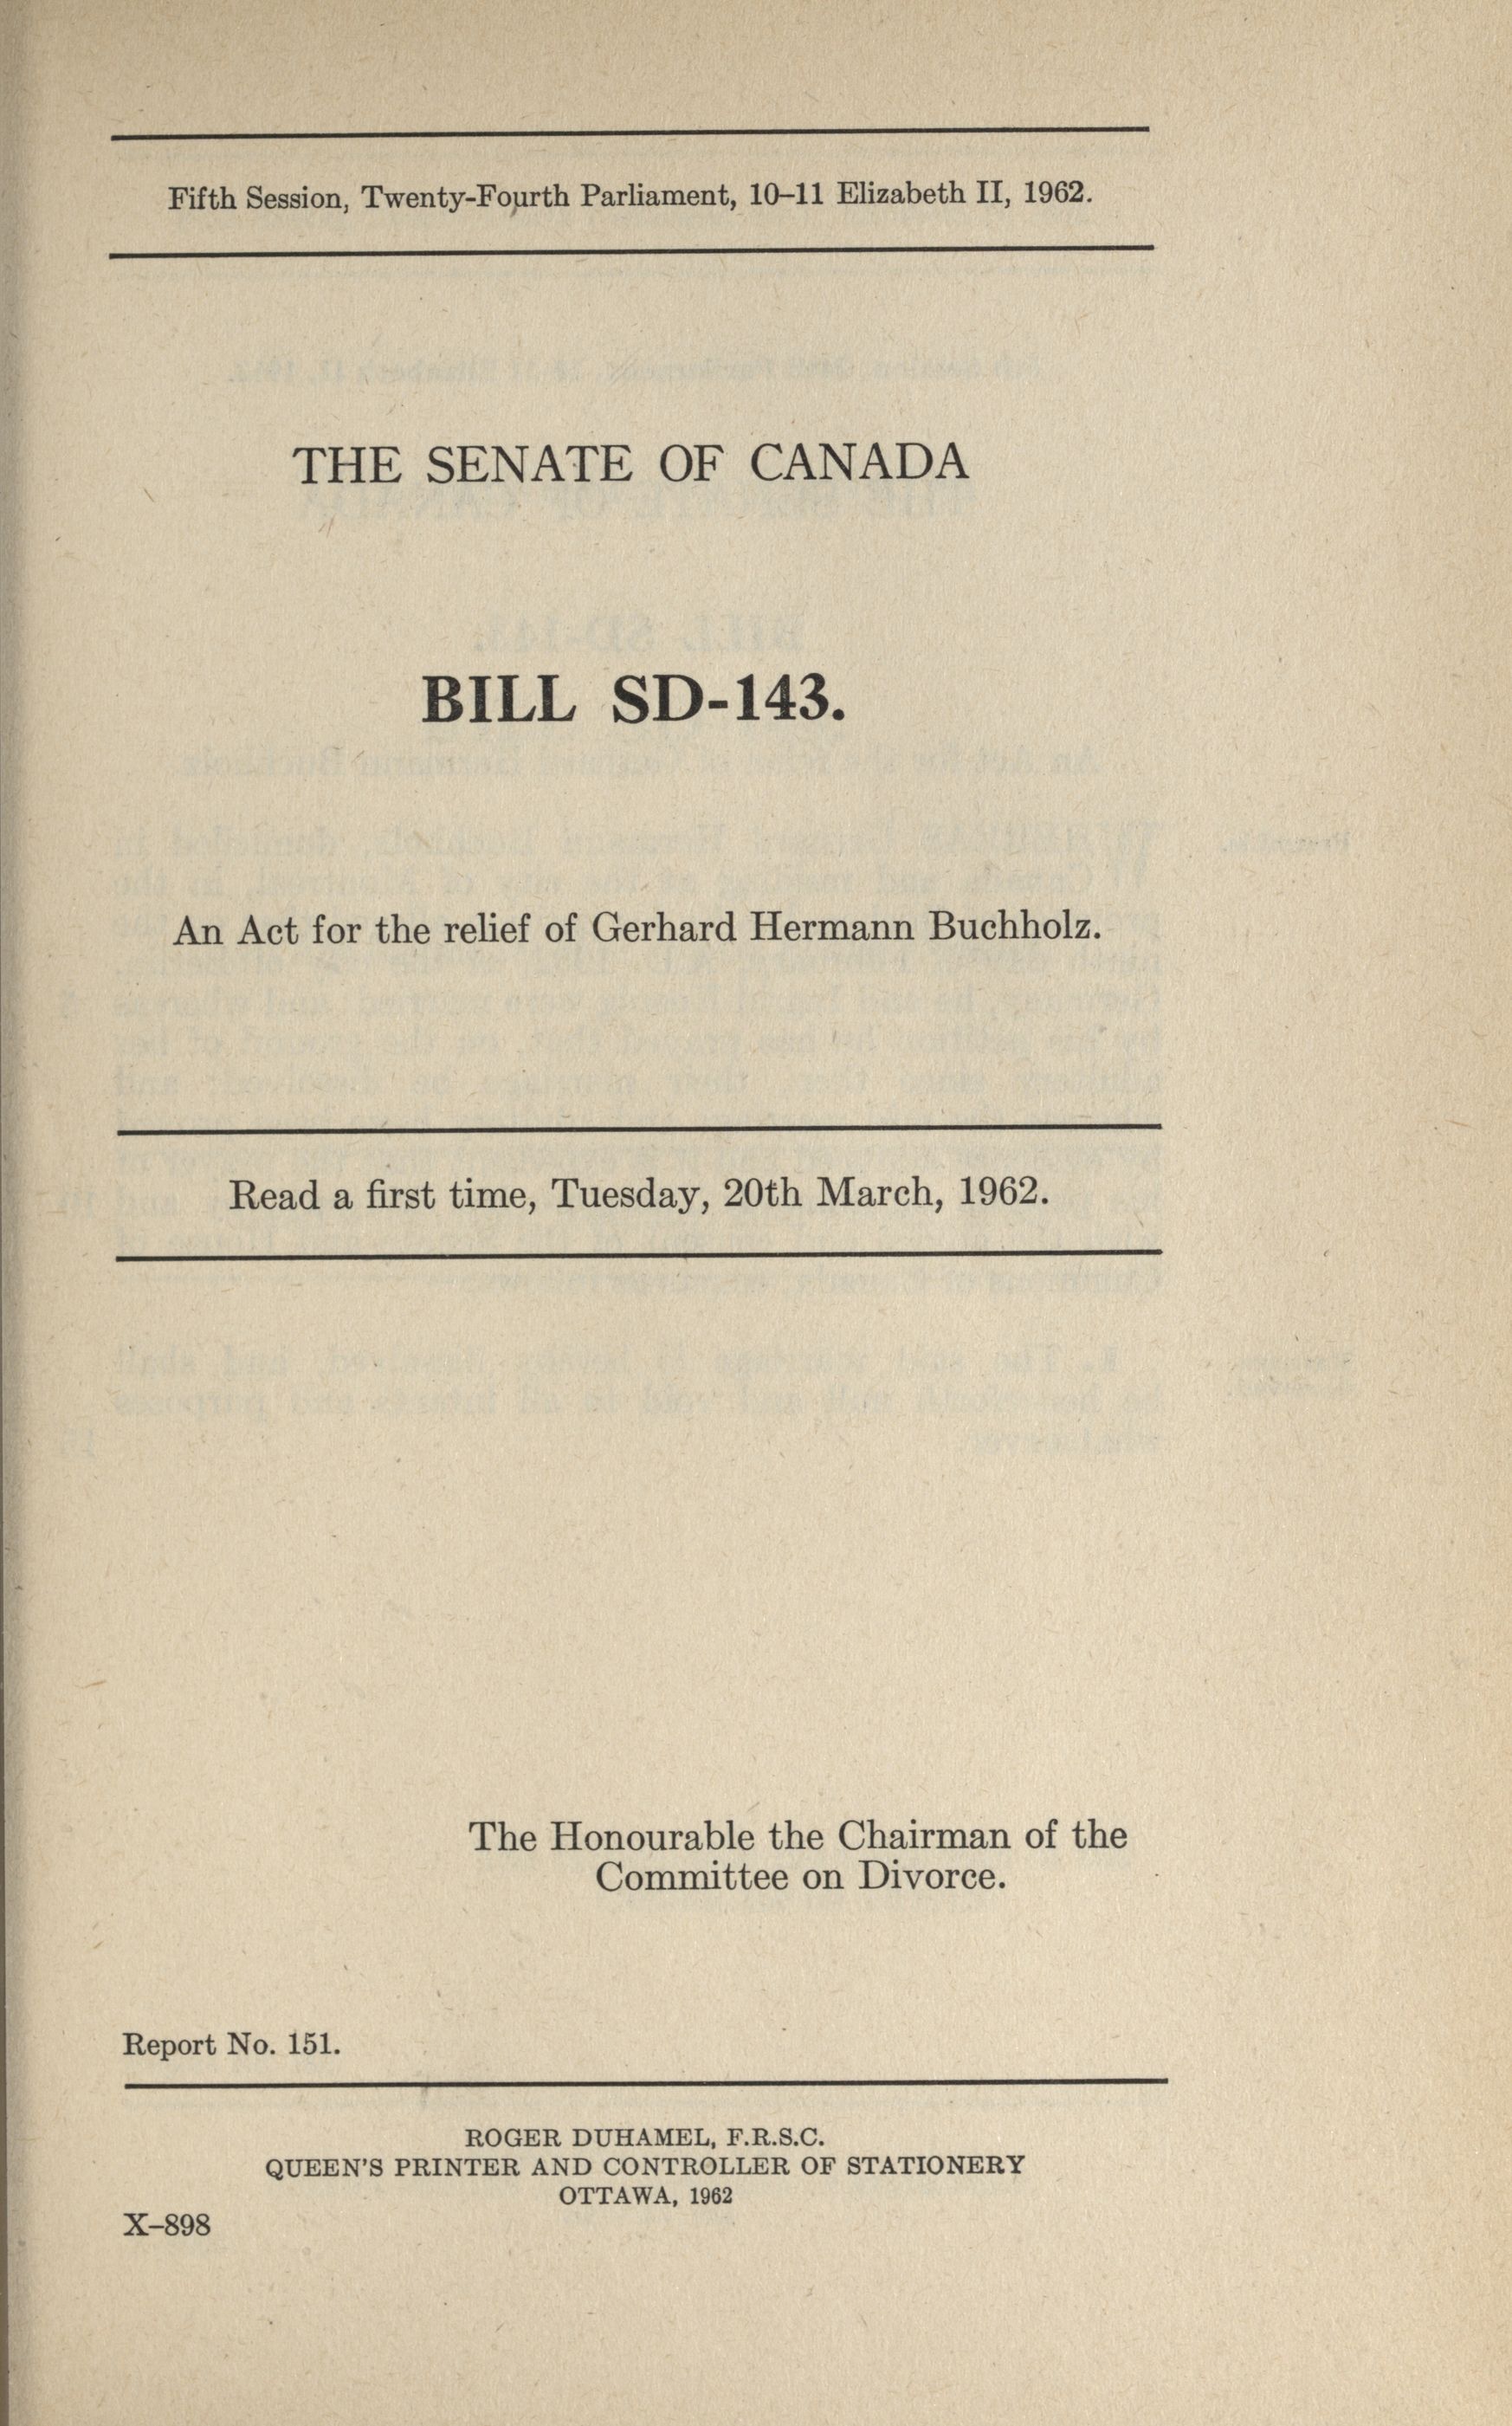 Fifth Session, Twenty-Fourth Parliament, 10–11 Elizabeth II, 1962.
THE SENATE OF CANADA
BILL SD-143.
An Act for the relief of Gerhard Hermann Buchholz.
Read a first time, Tuesday, 20th March, 1962.
The Honourable the Chairman of the
Committee on Divorce.
Report No. 151.
ROGER DUHAMEL, F.R.S.C.
QUEEN'S PRINTER AND CONTROLLER OF STATIONERY
OTTAWA, 1962
X–898